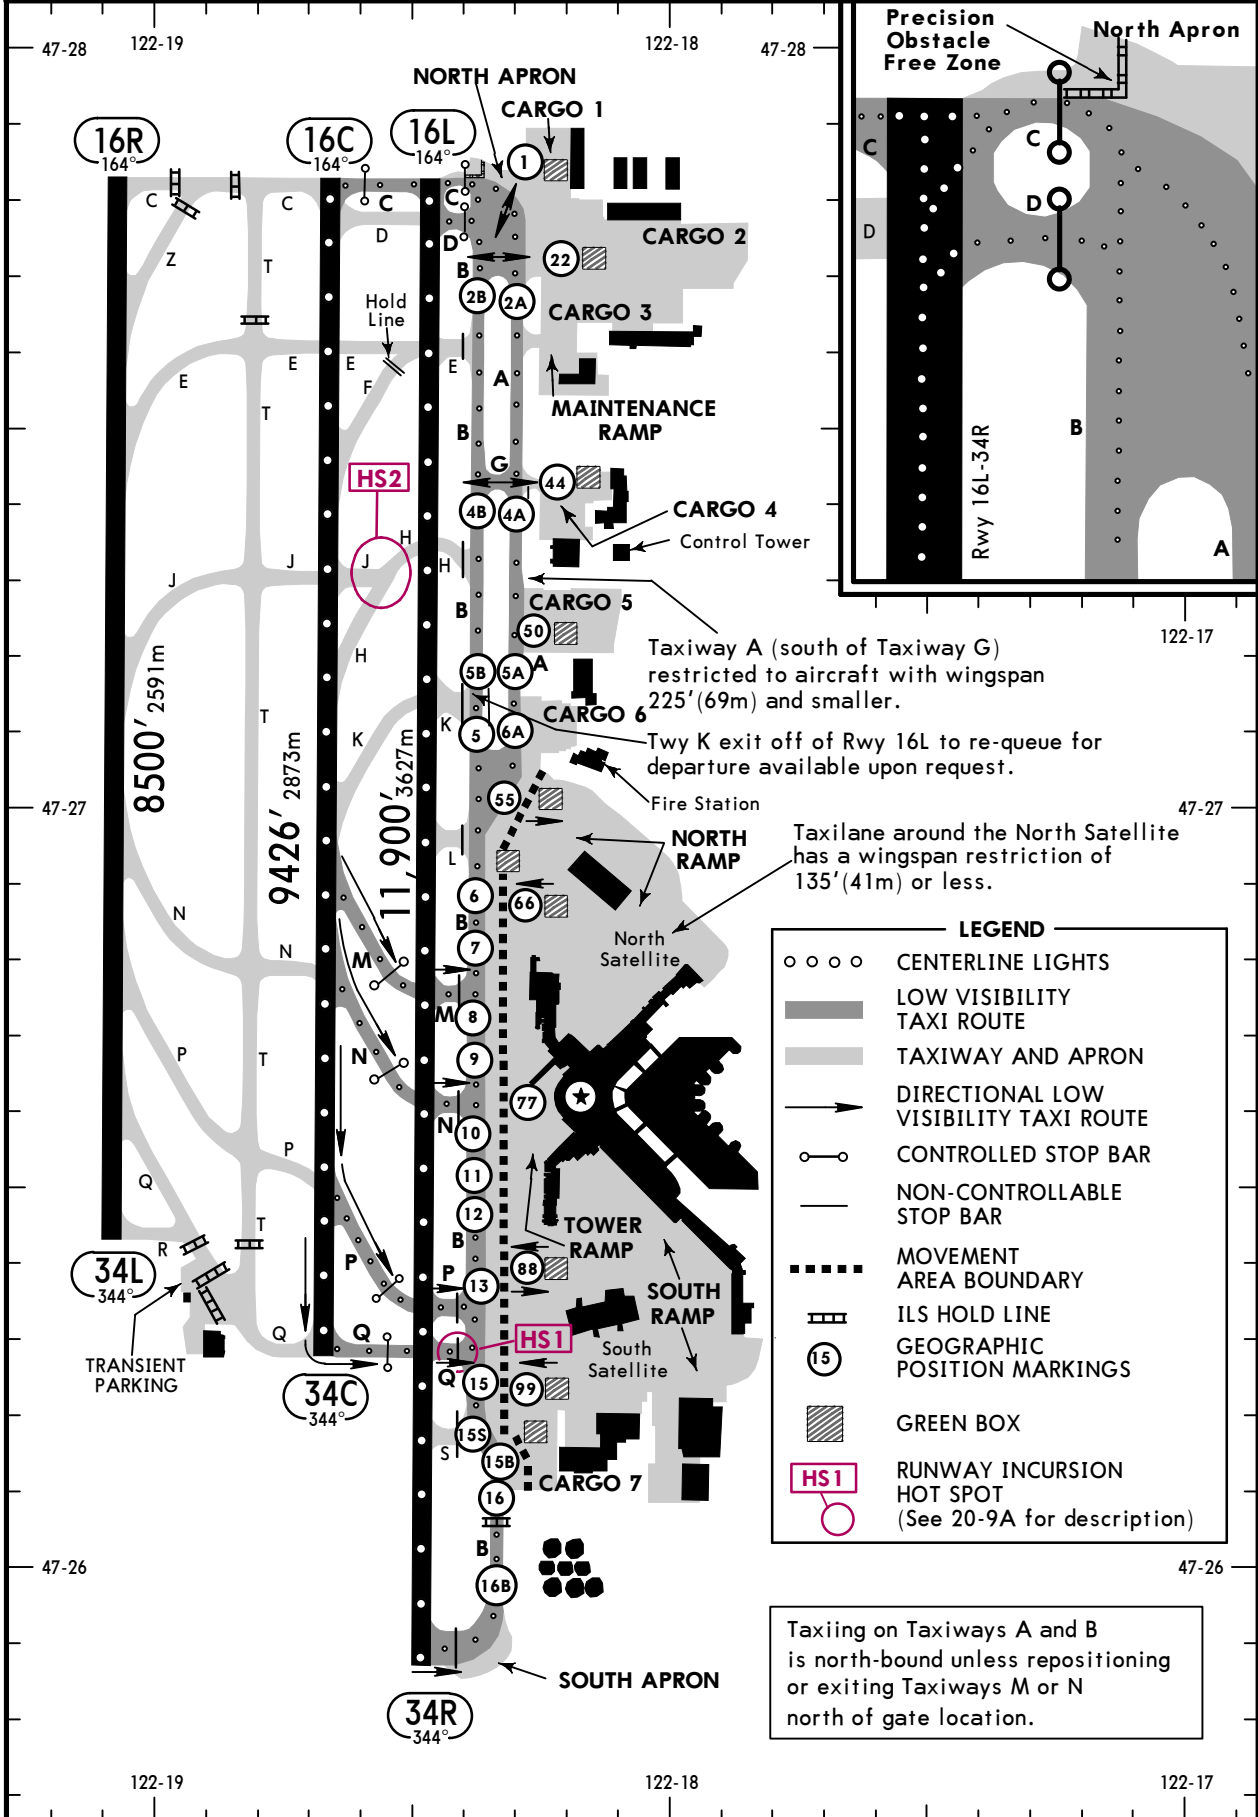 47-28
122-19
122-18
47-28
Precision
Obstacle
Free Zone
North Apron
C
D
C
D
B
A
Rwy 16L-34R
122-17
NORTH APRON
CARGO 1
16R
164°
16C
164°
16L
164°
1
C
C
C
C
D
D
CARGO 2
Z
T
B
22
2B
2A
Hold
Line
CARGO 3
E
E
E
E
F
A
T
MAINTENANCE
RAMP
B
G
HS2
44
4B
4A
CARGO 4
Control Tower
H
J
J
J
H
CARGO 5
B
50
A
Taxiway A (south of Taxiway G)
restricted to aircraft with wingspan
225'(69m) and smaller.
H
5B
5A
CARGO 6
T
K
K
5
6A
Twy K exit off of Rwy 16L to re-queue for
departure available upon request.
8500' 2591m
9426' 2873m
11,900' 3627m
55
Fire Station
47-27
47-27
NORTH
RAMP
Taxilane around the North Satellite
has a wingspan restriction of
135'(41m) or less.
L
6
66
B
7
N
N
M
North
Satellite
M
8
N
9
P
T
77
N
10
P
11
Q
12
T
B
TOWER
RAMP
R
P
P
88
13
SOUTH
RAMP
34L
344°
Q
Q
HS1
South
Satellite
TRANSIENT
PARKING
34C
344°
Q
15
99
15S
S
15B
CARGO 7
16
47-26
B
16B
47-26
SOUTH APRON
34R
344°
LEGEND
CENTERLINE LIGHTS
LOW VISIBILITY
TAXI ROUTE
TAXIWAY AND APRON
DIRECTIONAL LOW
VISIBILITY TAXI ROUTE
CONTROLLED STOP BAR
NON-CONTROLLABLE
STOP BAR
MOVEMENT
AREA BOUNDARY
ILS HOLD LINE
15
GEOGRAPHIC
POSITION MARKINGS
GREEN BOX
HS1
RUNWAY INCURSION
HOT SPOT
(See 20-9A for description)
Taxiing on Taxiways A and B
is north-bound unless repositioning
or exiting Taxiways M or N
north of gate location.
122-19
122-18
122-17